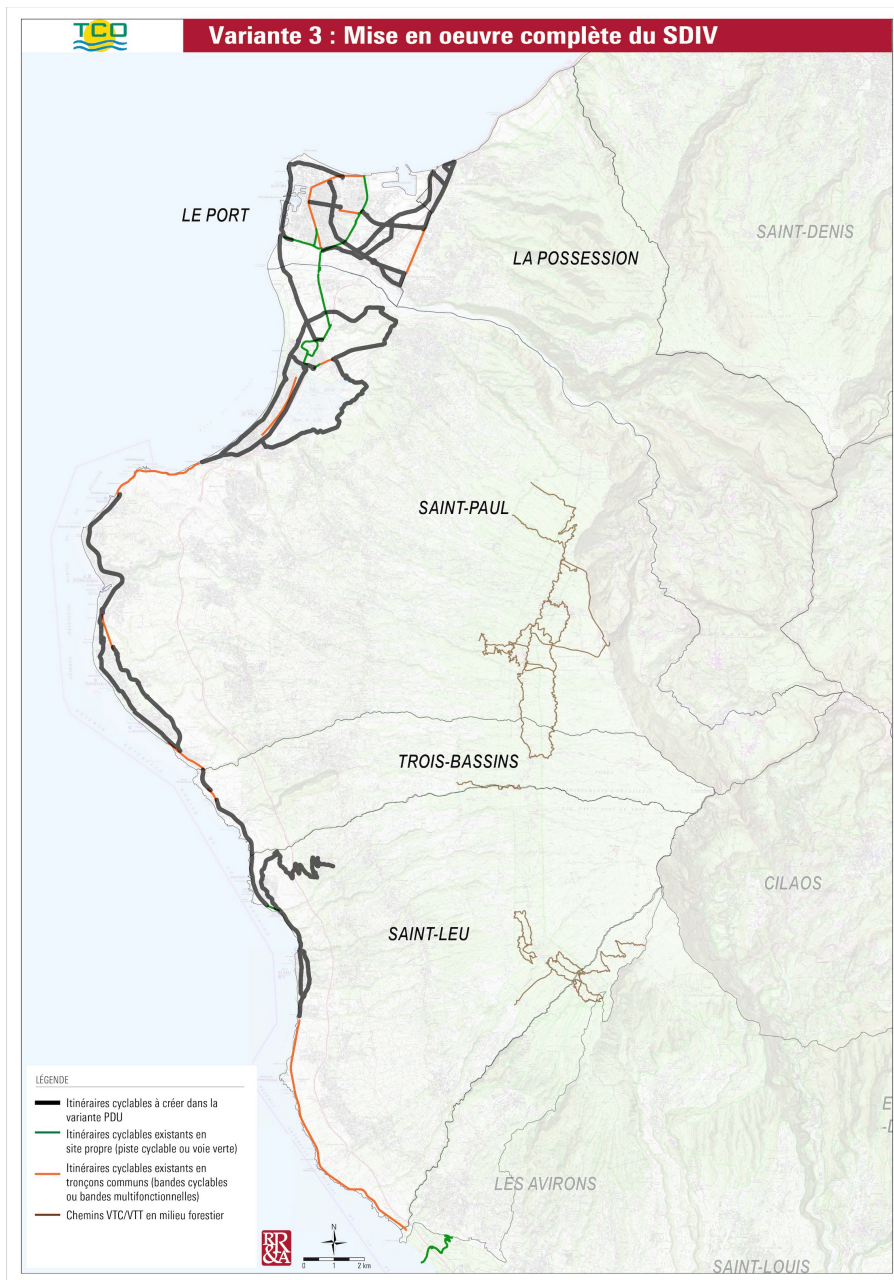 TCO
Variante 3 : Mise en oeuvre complète du SDIV
LE PORT
SAINT-DENIS
LA POSSESSION
SAINT-PAUL
TROIS-BASSINS
CILAOS
SAINT-LEU
LES AVIRONS
SAINT-LOUIS
LÉGENDE
Itinéraires cyclables à créer dans la
variante PDU
Itinéraires cyclables existants en
site propre (piste cyclable ou voie verte)
Itinéraires cyclables existants en
tronçons communs (bandes cyclables
ou bandes multifonctionnelles)
Chemins VTC/VTT en milieu forestier
N
0 1 2 km